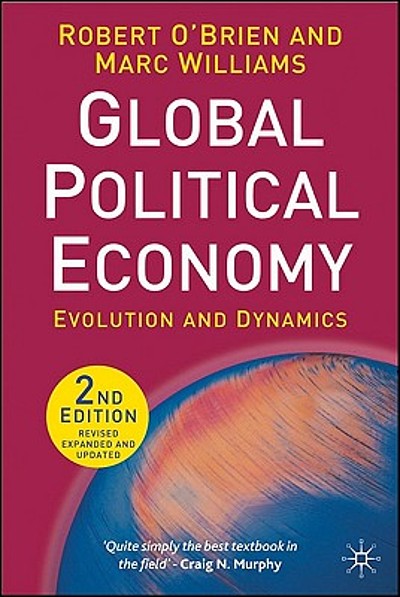 ROBERT O'BRIEN AND
MARC WILLIAMS
GLOBAL
POLITICAL
ECONOMY
EVOLUTION AND DYNAMICS
2ND
EDITION
REVISED
EXPANDED AND
UPDATED
'Quite simply the best textbook in
the field' - Craig N. Murphy